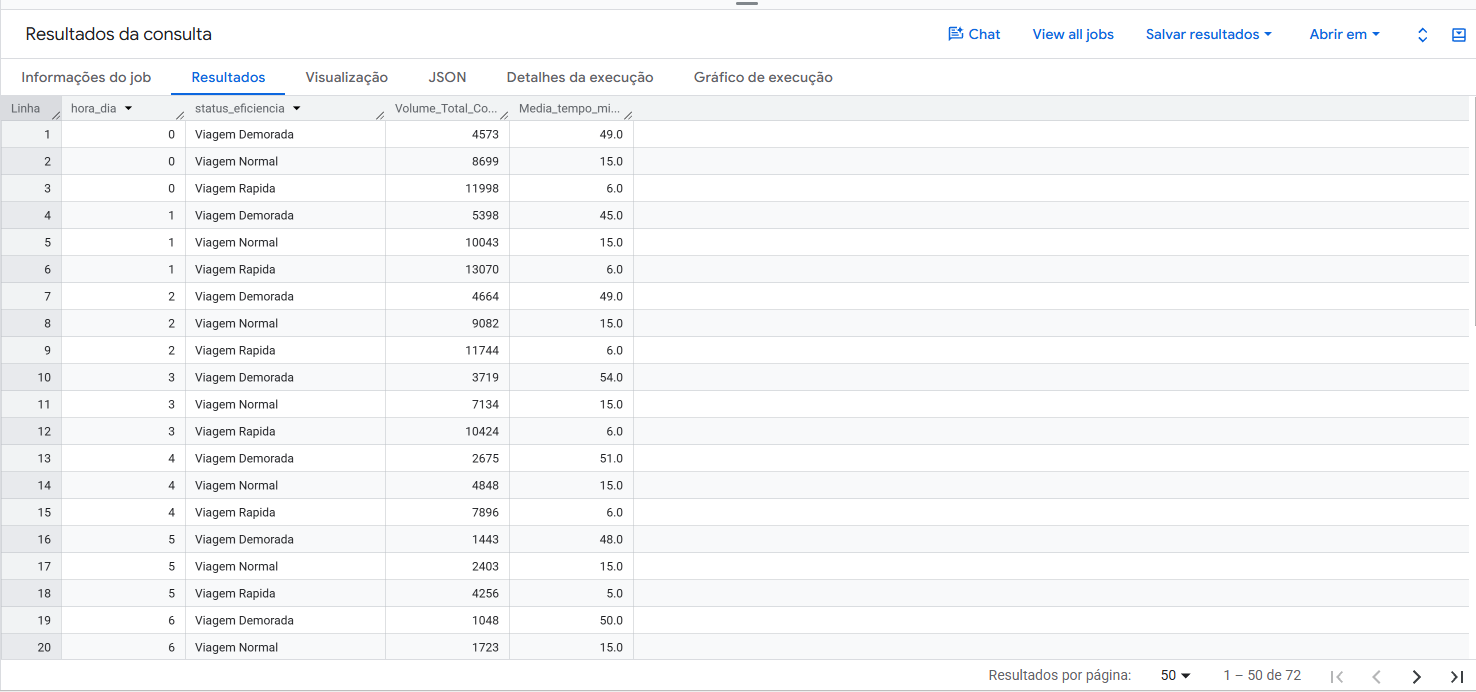 Resultados da consulta Chat View all jobs Salvar resultados Abrir em
Informações do job Resultados Visualização JSON Detalhes da execução Gráfico de execução
Linha hora_dia status_eficiencia Volume_Total_Co... Media_tempo_mi...
1 0 Viagem Demorada 4573 49.0
2 0 Viagem Normal 8699 15.0
3 0 Viagem Rapida 11998 6.0
4 1 Viagem Demorada 5398 45.0
5 1 Viagem Normal 10043 15.0
6 1 Viagem Rapida 13070 6.0
7 2 Viagem Demorada 4664 49.0
8 2 Viagem Normal 9082 15.0
9 2 Viagem Rapida 11744 6.0
10 3 Viagem Demorada 3719 54.0
11 3 Viagem Normal 7134 15.0
12 3 Viagem Rapida 10424 6.0
13 4 Viagem Demorada 2675 51.0
14 4 Viagem Normal 4848 15.0
15 4 Viagem Rapida 7896 6.0
16 5 Viagem Demorada 1443 48.0
17 5 Viagem Normal 2403 15.0
18 5 Viagem Rapida 4256 5.0
19 6 Viagem Demorada 1048 50.0
20 6 Viagem Normal 1723 15.0
Resultados por página: 50 1 – 50 de 72